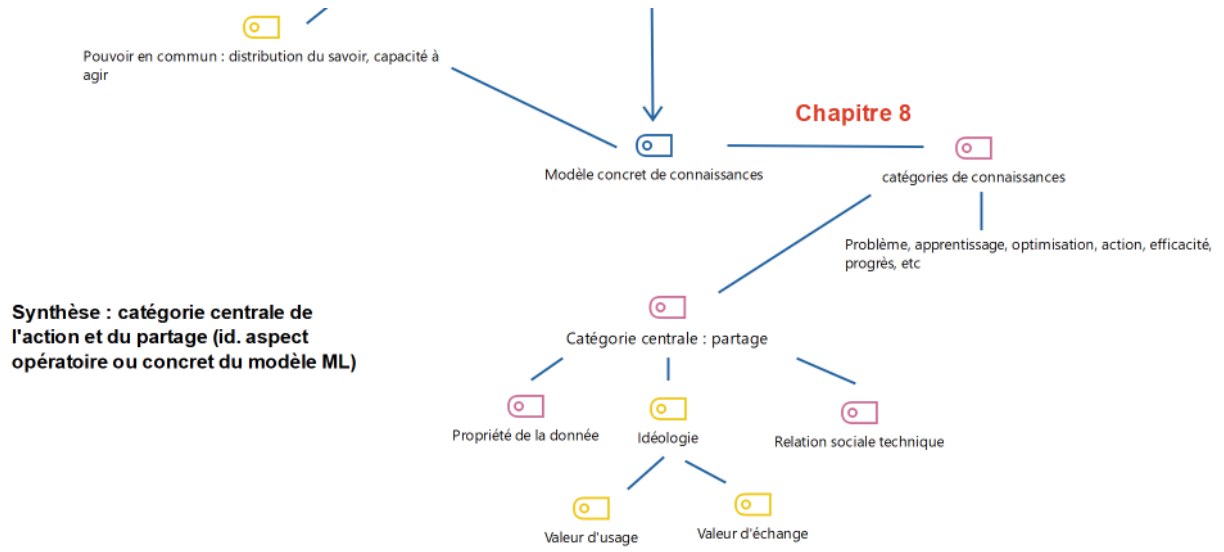 Pouvoir en commun : distribution du savoir, capacité à
agir
Chapitre 8
Modèle concret de connaissances
catégories de connaissances
Problème, apprentissage, optimisation, action, efficacité,
progrès, etc
Synthèse : catégorie centrale de
l'action et du partage (id. aspect
opératoire ou concret du modèle ML)
Catégorie centrale : partage
Propriété de la donnée
Idéologie
Relation sociale technique
Valeur d'usage
Valeur d'échange